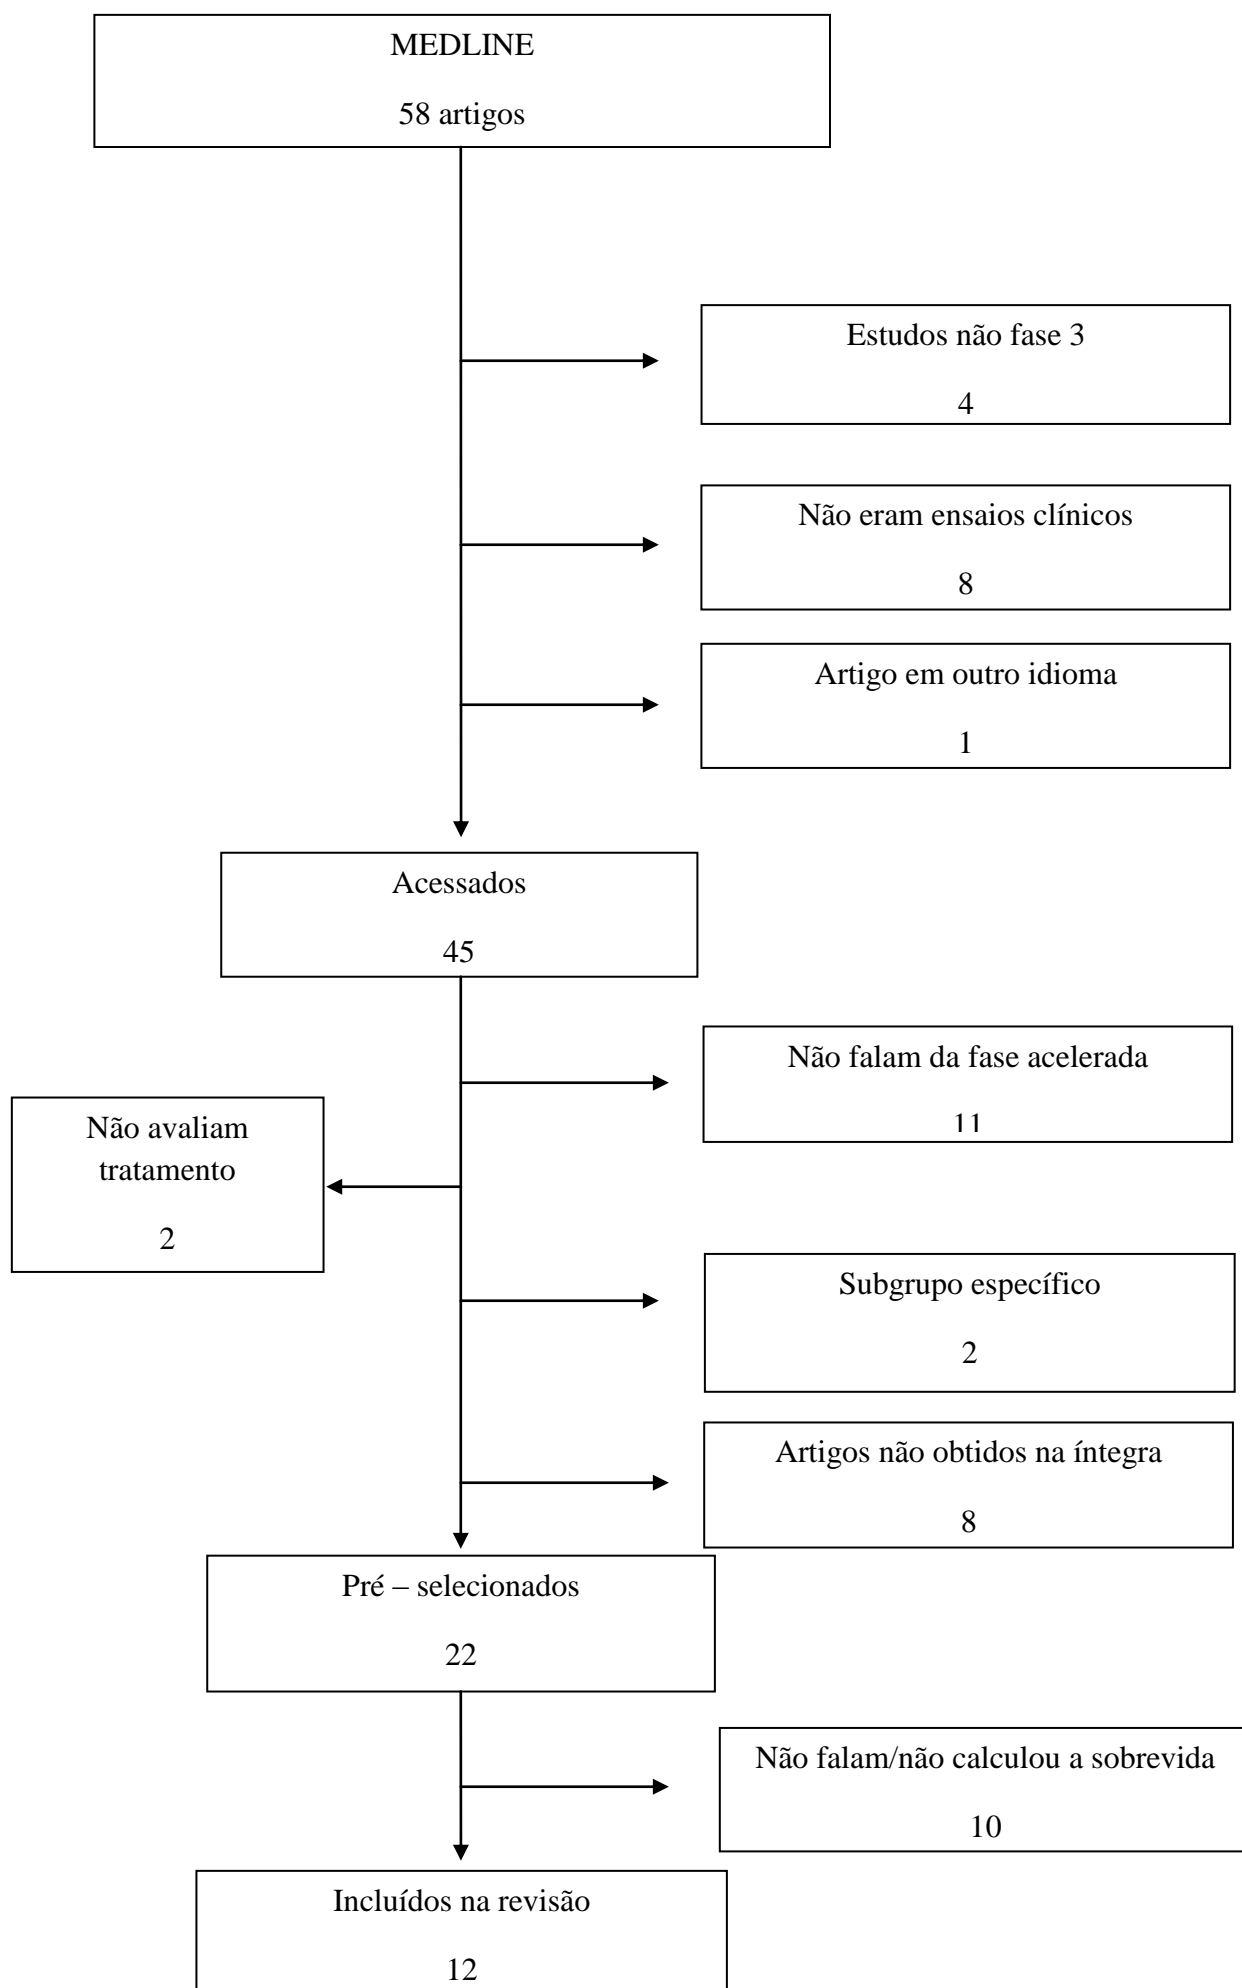 MEDLINE
58 artigos
Estudos não fase 3
4
Não eram ensaios clínicos
8
Artigo em outro idioma
1
Acessados
45
Não falam da fase acelerada
11
Não avaliam
tratamento
2
Subgrupo específico
2
Artigos não obtidos na íntegra
8
Pré – selecionados
22
Não falam/não calculou a sobrevida
10
Incluídos na revisão
12